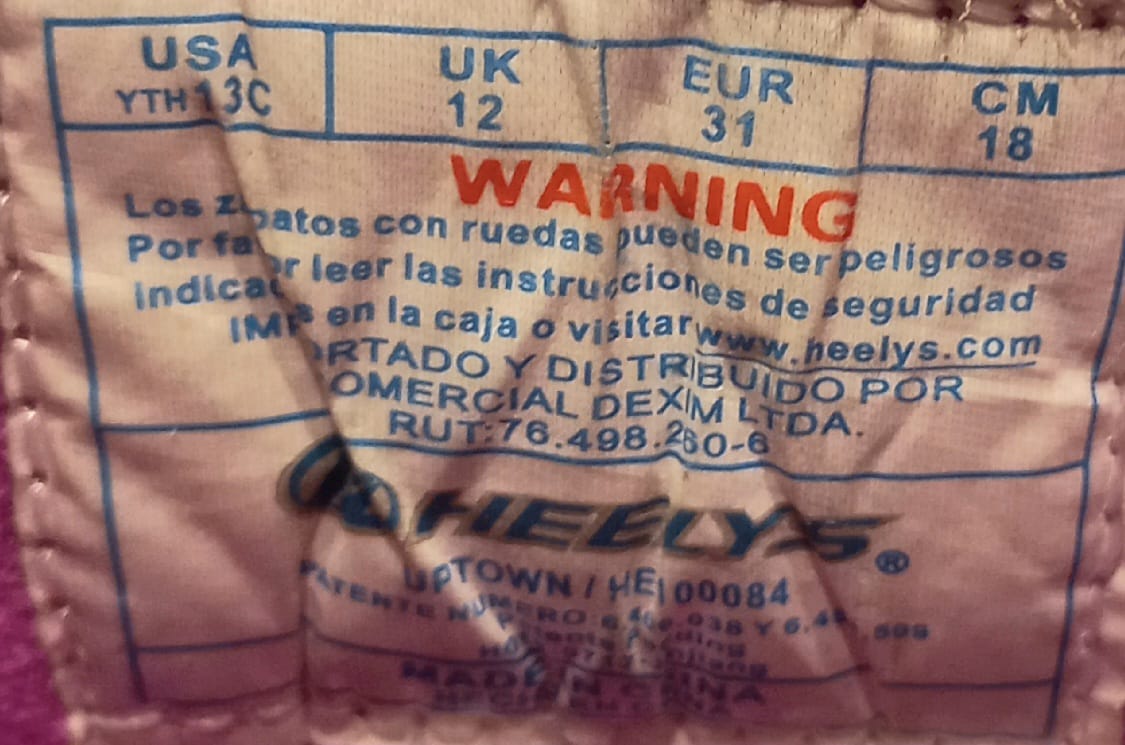 USA UK EUR CM
YTH 13C 12 31 18
WARNING
Los zapatos con ruedas pueden ser peligrosos
Por favor leer las instrucciones de seguridad
indicadas en la caja o visitar www.heelys.com
IMPORTADO Y DISTRIBUIDO POR
COMERCIAL DEXIM LTDA.
RUT:76.498.260-6
HEELYS®
UPTOWN / HE100084
PATENTE NUMERO: Y
MADE IN CHINA